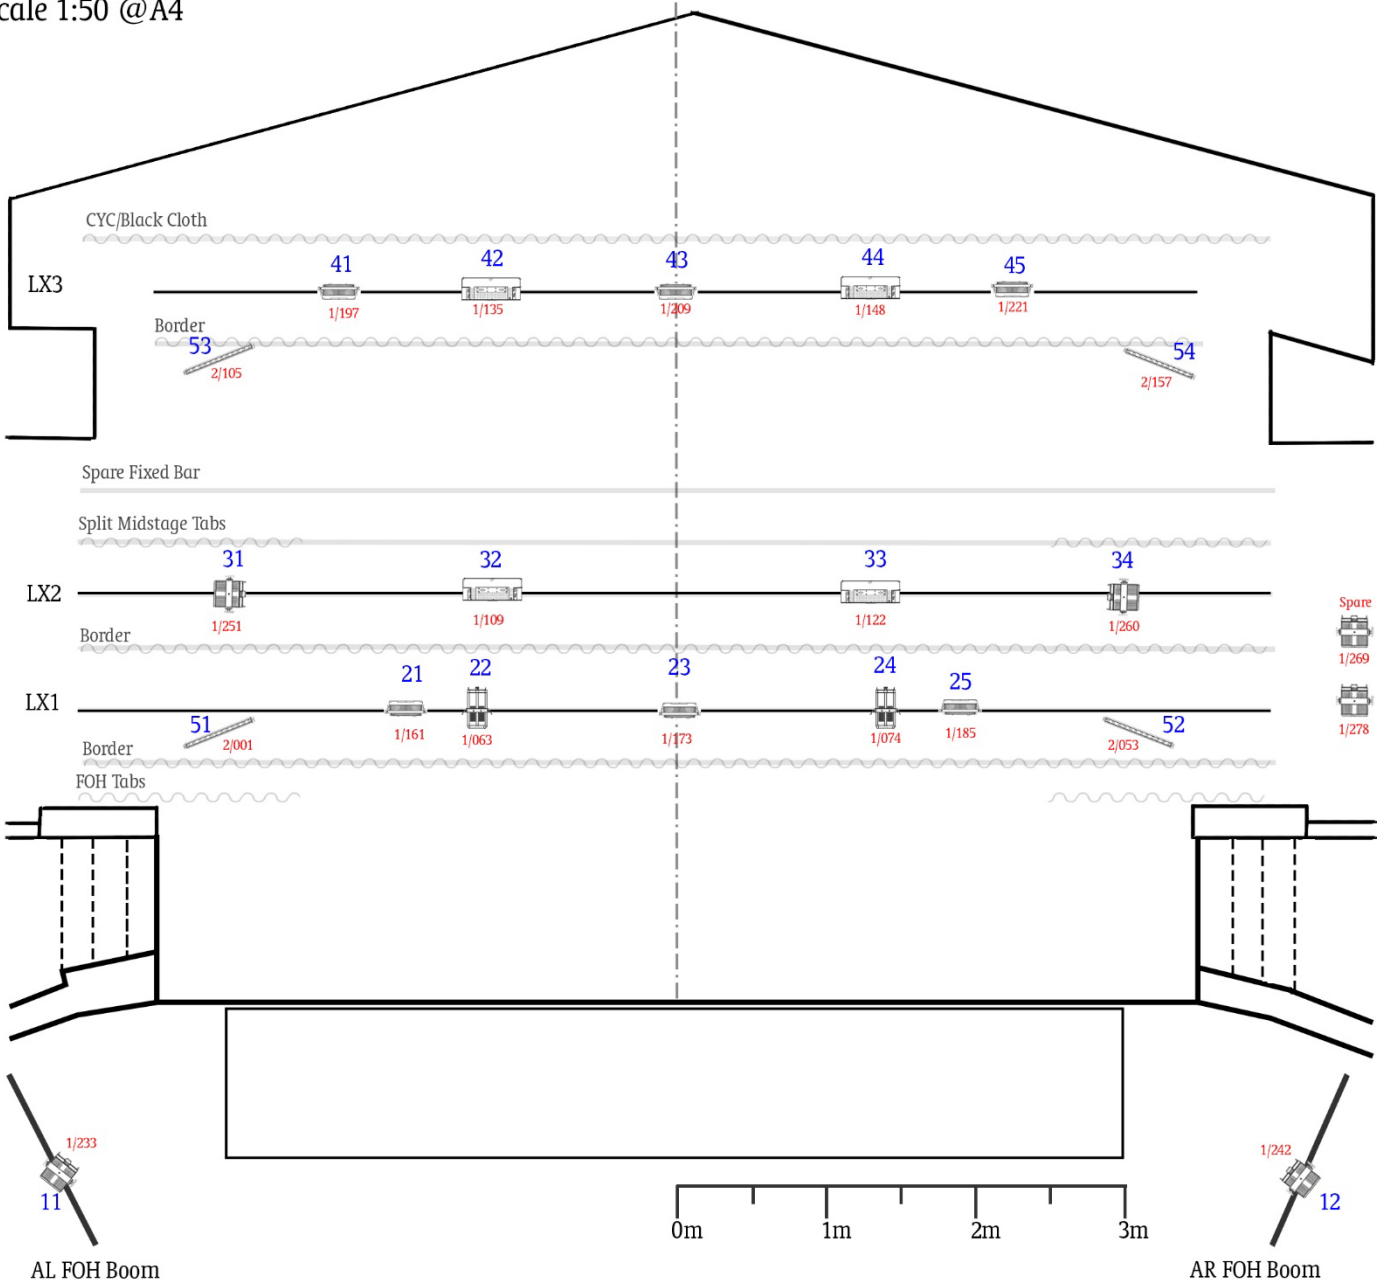 cale 1:50 @A4
CYC/Black Cloth
41 42 43 44 45
LX3
1/197 1/135 1/209 1/148 1/221
Border
53 54
2/105 2/157
Spare Fixed Bar
Split Midstage Tabs
31 32 33 34
LX2
1/251 1/109 1/122 1/260
Spare
1/269
Border
21 22 23 24 25
LX1
1/278
51 2/001 1/161 1/063 1/173 1/074 1/185 2/053 52
Border
FOH Tabs
1/233 1/242
11 12
0m 1m 2m 3m
AL FOH Boom AR FOH Boom